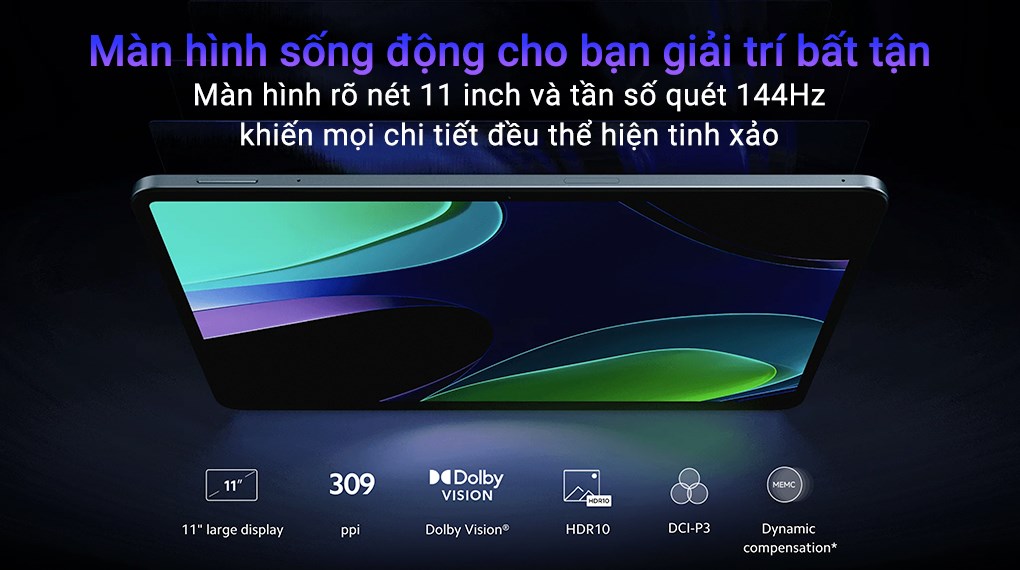 Màn hình sống động cho bạn giải trí bất tận
Màn hình rõ nét 11 inch và tần số quét 144Hz
khiến mọi chi tiết đều thể hiện tinh xảo
11"
309
Dolby
VISION
HDR10
MEMC
11" large display
ppi
Dolby Vision®
HDR10
DCI-P3
Dynamic
compensation*